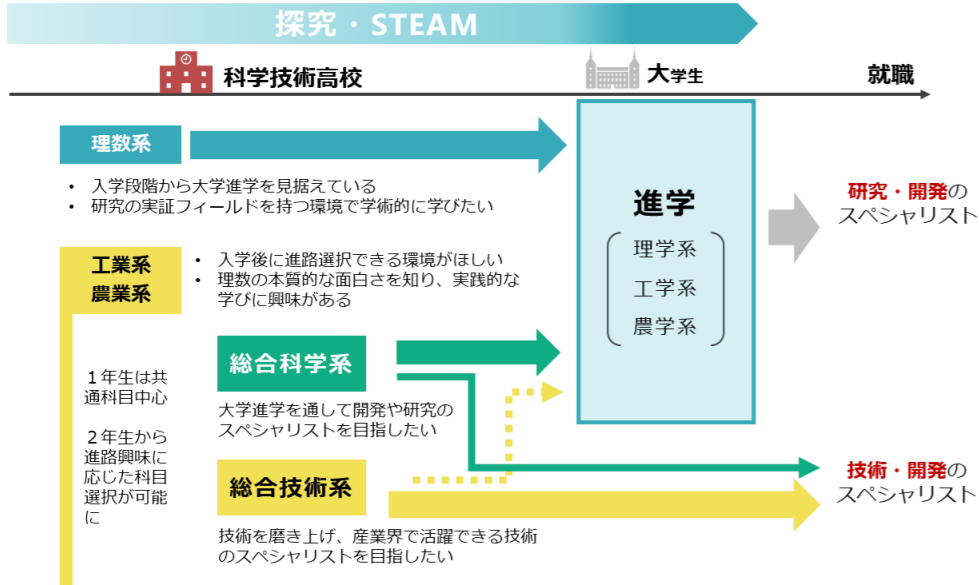 探究・STEAM
科学技術高校
大学生
就職
理数系
• 入学段階から大学進学を見据えている
• 研究の実証フィールドを持つ環境で学術的に学びたい
進学
理学系
工学系
農学系
研究・開発の
スペシャリスト
工業系
農業系
• 入学後に進路選択できる環境がほしい
• 理数の本質的な面白さを知り、実践的な
学びに興味がある
１年生は共
通科目中心
２年生から
進路興味に
応じた科目
選択が可能
に
総合科学系
大学進学を通して開発や研究の
スペシャリストを目指したい
総合技術系
技術を磨き上げ、産業界で活躍できる技術
のスペシャリストを目指したい
技術・開発の
スペシャリスト